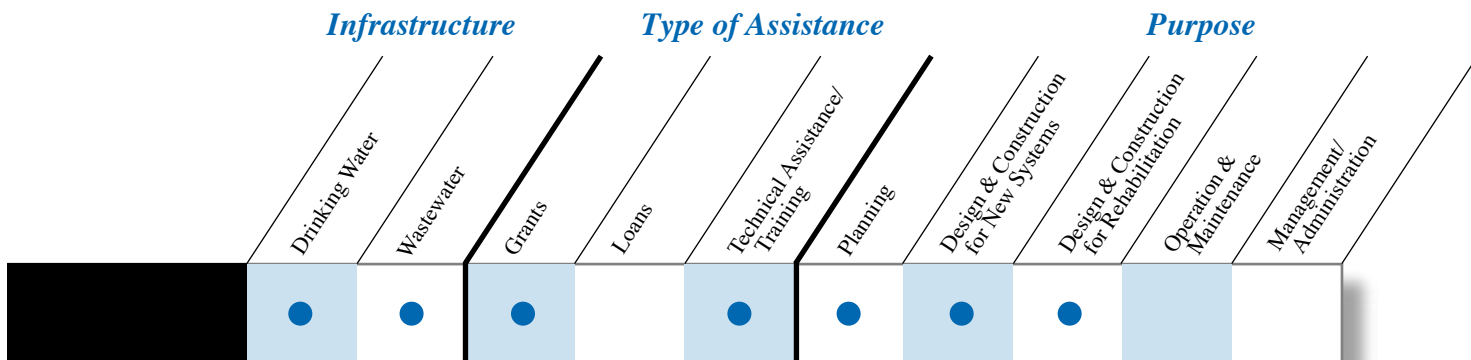 Infrastructure
Type of Assistance
Purpose
Drinking Water
Wastewater
Grants
Loans
Technical Assistance/
Training
Planning
Design & Construction
for New Systems
Design & Construction
for Rehabilitation
Operation &
Maintenance
Management/
Administration